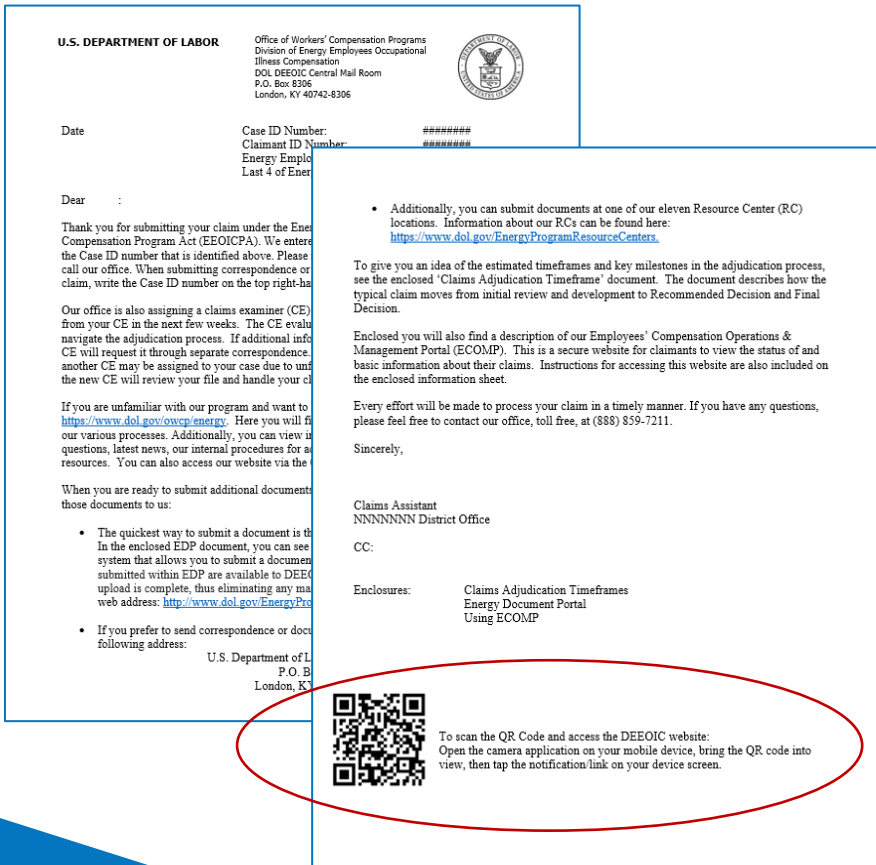 U.S. DEPARTMENT OF LABOR
Office of Workers' Compensation Programs
Division of Energy Employees Occupational
Illness Compensation
DOL DEEOIC Central Mail Room
P.O. Box 8306
London, KY 40742-8306
DEPARTMENT OF LABOR
UNITED STATES OF AMERICA
Date
Case ID Number: ########
Claimant ID Number: ########
Energy Emplo
Last 4 of Ener
Dear :
Thank you for submitting your claim under the Ener
Compensation Program Act (EEOICPA). We entere
the Case ID number that is identified above. Please
call our office. When submitting correspondence or
claim, write the Case ID number on the top right-ha
Our office is also assigning a claims examiner (CE)
from your CE in the next few weeks. The CE evalu
navigate the adjudication process. If additional info
CE will request it through separate correspondence.
another CE may be assigned to your case due to unf
the new CE will review your file and handle your cl
If you are unfamiliar with our program and want to
https://www.dol.gov/owcp/energy. Here you will fi
our various processes. Additionally, you can view i
questions, latest news, our internal procedures for a
resources. You can also access our website via the
When you are ready to submit additional documents
those documents to us:
• The quickest way to submit a document is th
In the enclosed EDP document, you can see
system that allows you to submit a documen
submitted within EDP are available to DEEO
upload is complete, thus eliminating any ma
web address: http://www.dol.gov/EnergyPro
• If you prefer to send correspondence or docu
following address:
U.S. Department of L
P.O. B
London, KY
• Additionally, you can submit documents at one of our eleven Resource Center (RC)
locations. Information about our RCs can be found here:
https://www.dol.gov/EnergyProgramResourceCenters.
To give you an idea of the estimated timeframes and key milestones in the adjudication process,
see the enclosed 'Claims Adjudication Timeframe' document. The document describes how the
typical claim moves from initial review and development to Recommended Decision and Final
Decision.
Enclosed you will also find a description of our Employees' Compensation Operations &
Management Portal (ECOMP). This is a secure website for claimants to view the status of and
basic information about their claims. Instructions for accessing this website are also included on
the enclosed information sheet.
Every effort will be made to process your claim in a timely manner. If you have any questions,
please feel free to contact our office, toll free, at (888) 859-7211.
Sincerely,
Claims Assistant
NNNNNNN District Office
CC:
Enclosures: Claims Adjudication Timeframes
Energy Document Portal
Using ECOMP
To scan the QR Code and access the DEEOIC website:
Open the camera application on your mobile device, bring the QR code into
view, then tap the notification/link on your device screen.